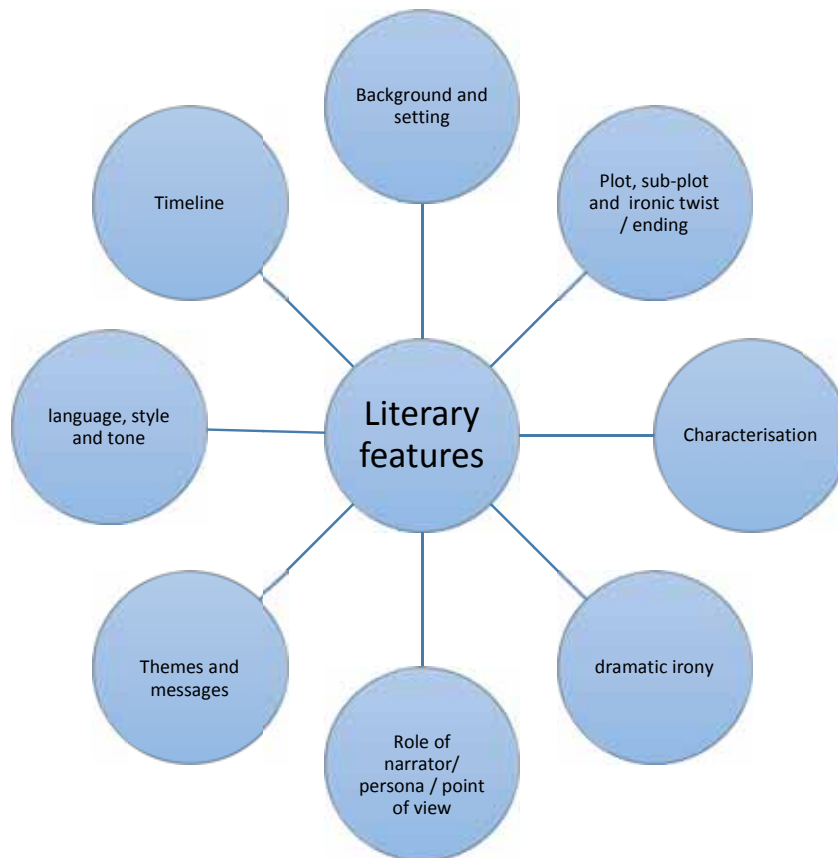 Background and
setting
Plot, sub-plot
and ironic twist
/ ending
Characterisation
dramatic irony
Role of
narrator/
persona / point
of view
Themes and
messages
language, style
and tone
Timeline
Literary
features